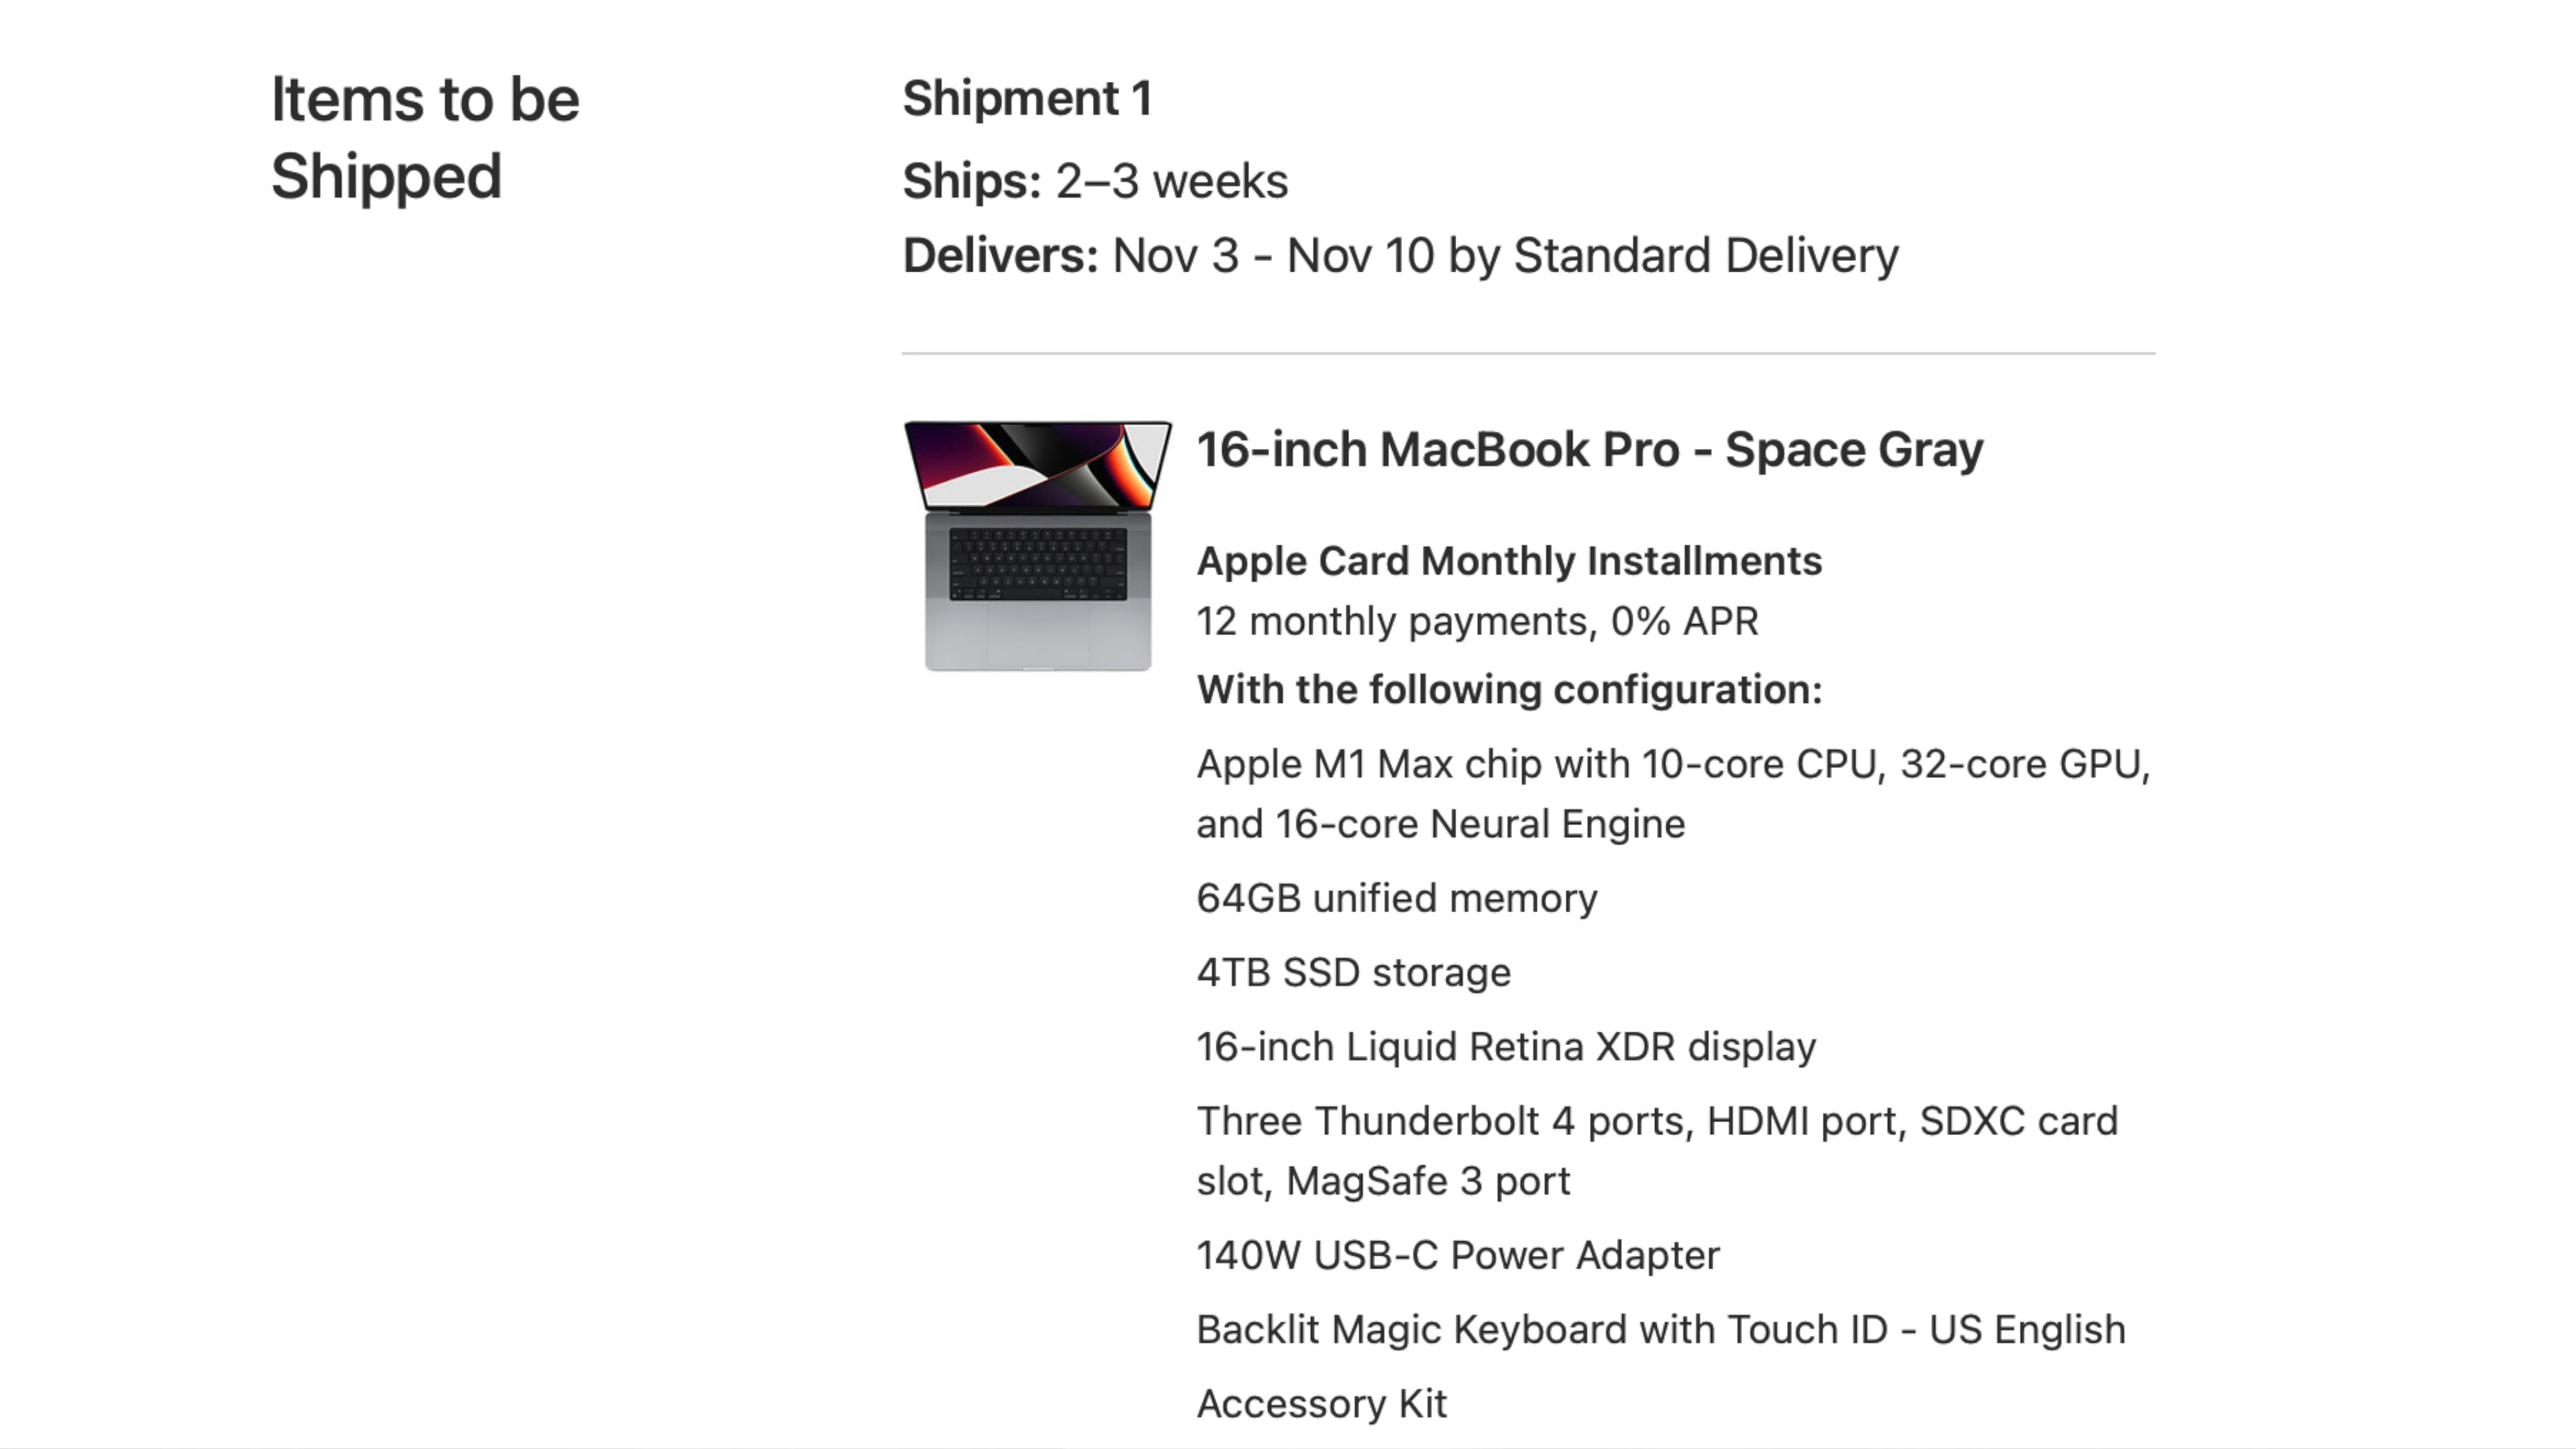 Items to be
Shipped
Shipment 1
Ships: 2–3 weeks
Delivers: Nov 3 - Nov 10 by Standard Delivery
16-inch MacBook Pro - Space Gray
Apple Card Monthly Installments
12 monthly payments, 0% APR
With the following configuration:
Apple M1 Max chip with 10-core CPU, 32-core GPU,
and 16-core Neural Engine
64GB unified memory
4TB SSD storage
16-inch Liquid Retina XDR display
Three Thunderbolt 4 ports, HDMI port, SDXC card
slot, MagSafe 3 port
140W USB-C Power Adapter
Backlit Magic Keyboard with Touch ID - US English
Accessory Kit